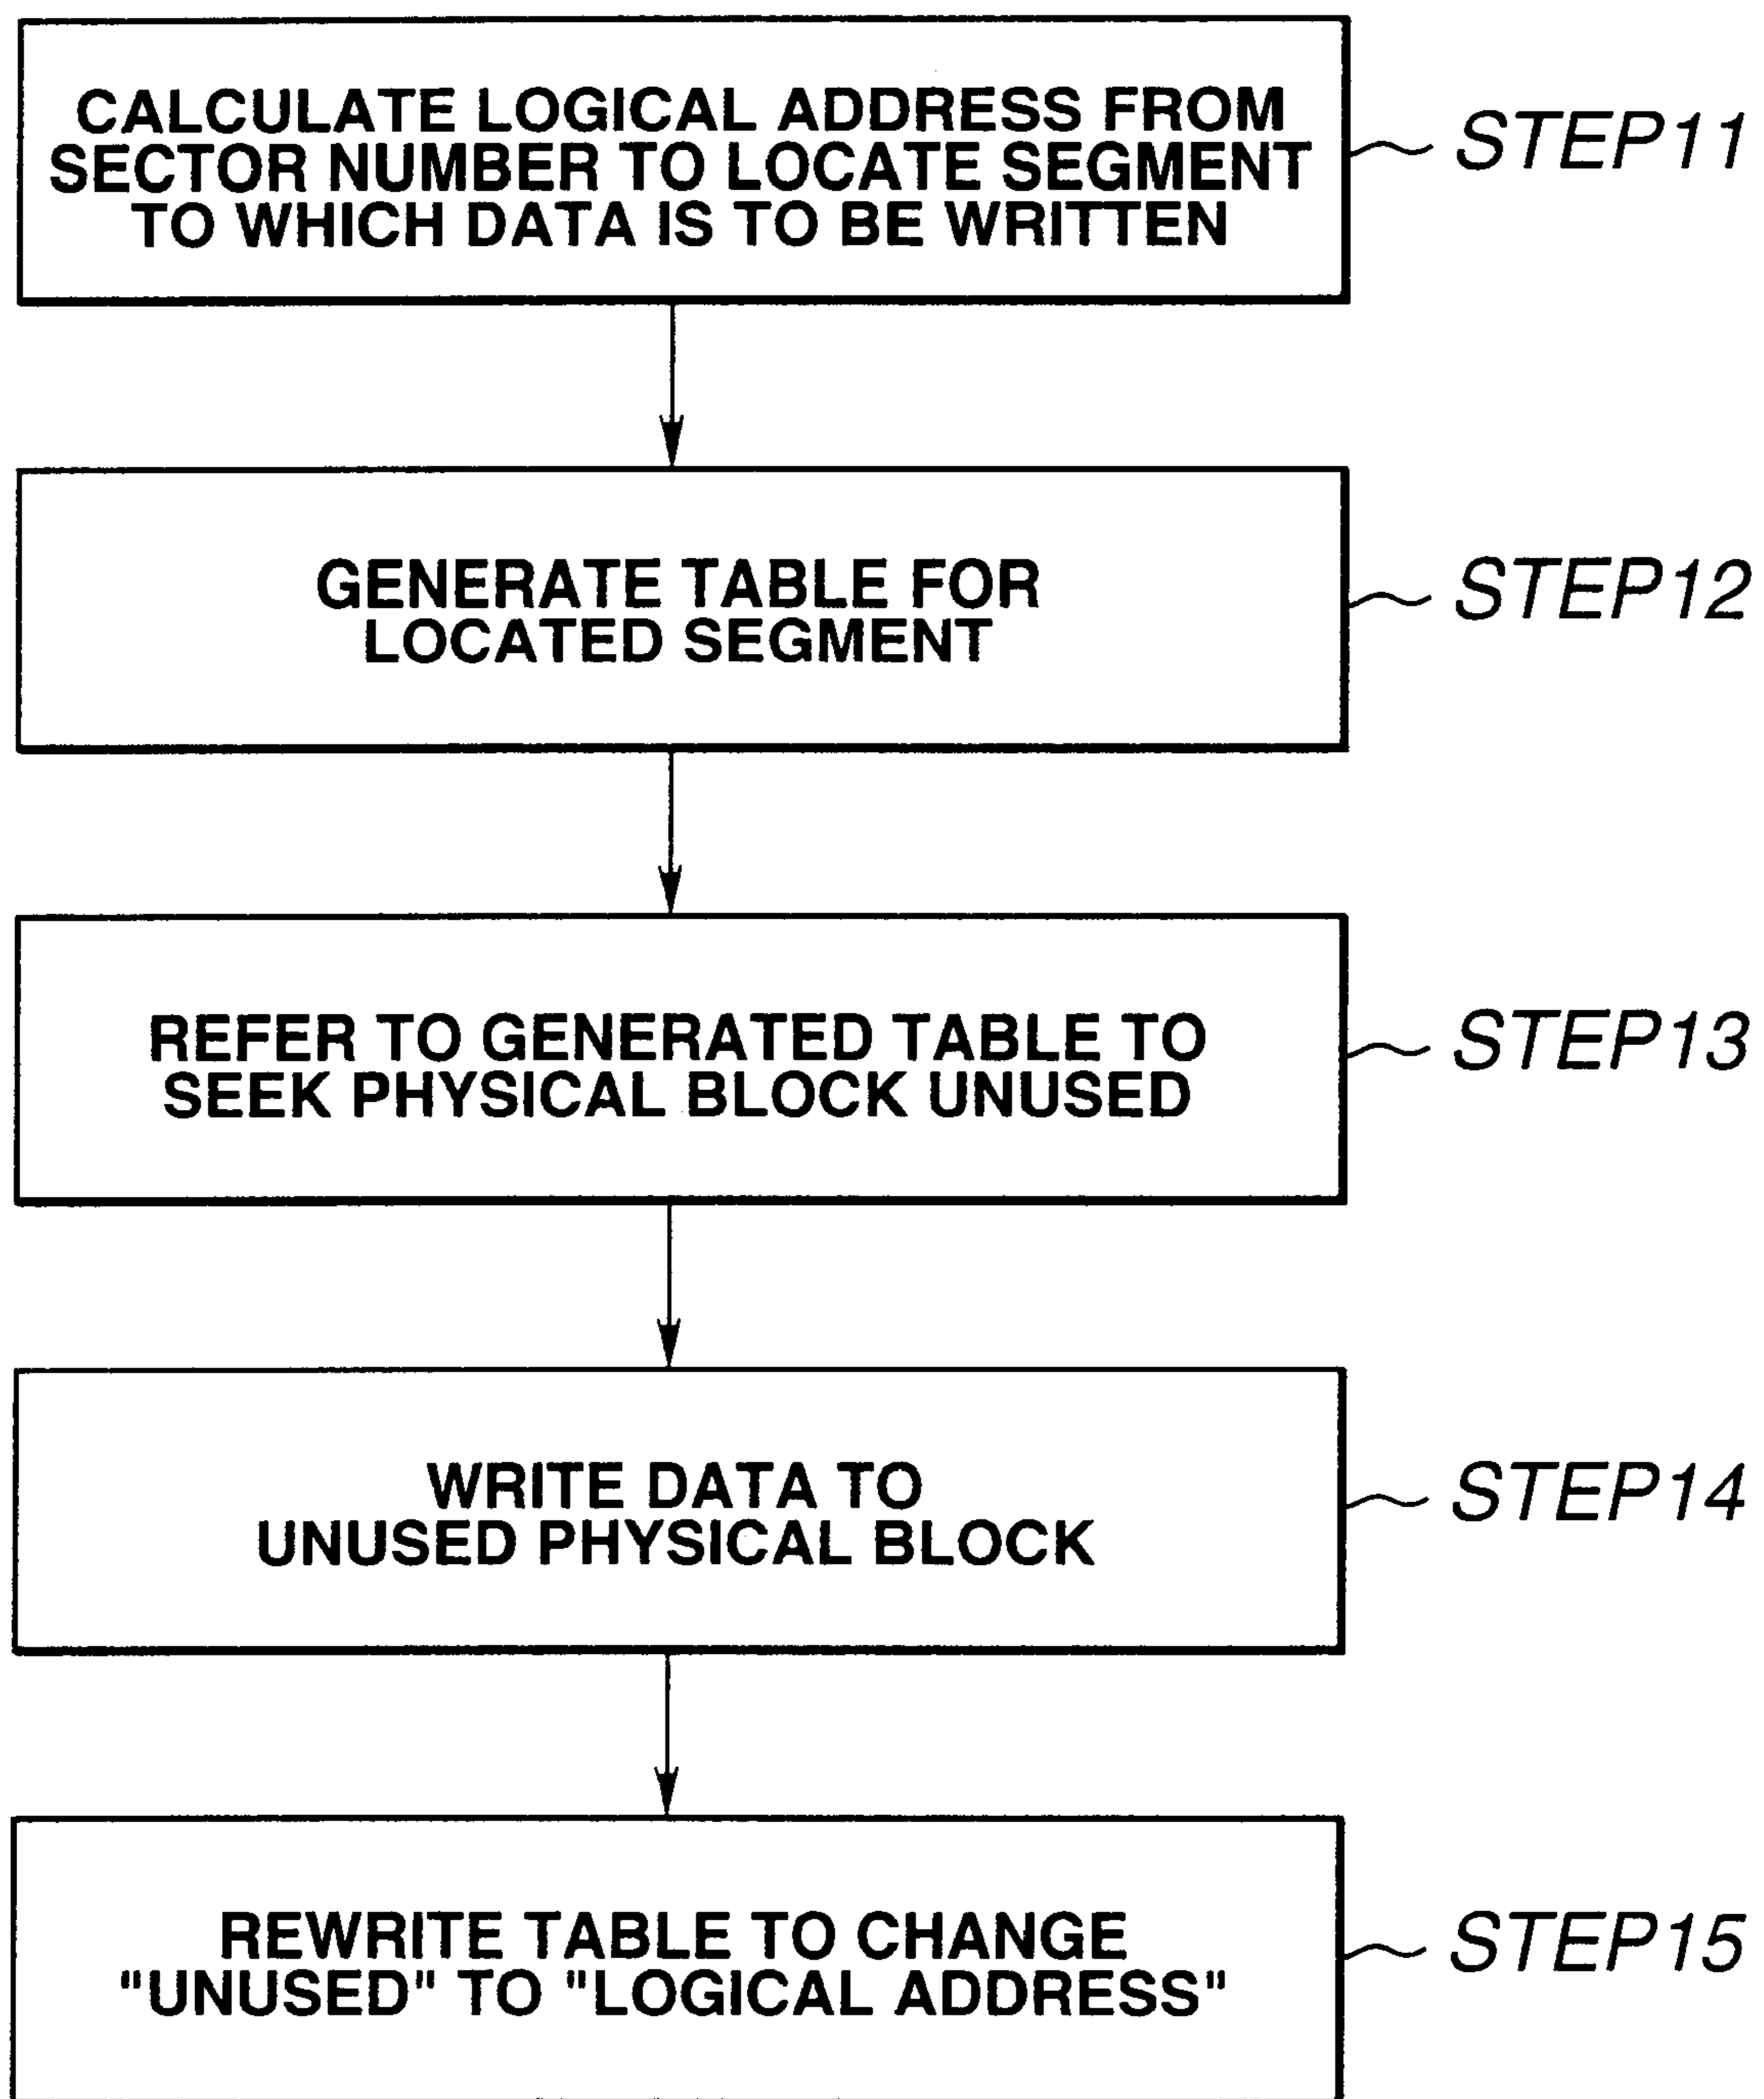 CALCULATE LOGICAL ADDRESS FROM
SECTOR NUMBER TO LOCATE SEGMENT
TO WHICH DATA IS TO BE WRITTEN
STEP11
GENERATE TABLE FOR
LOCATED SEGMENT
STEP12
REFER TO GENERATED TABLE TO
SEEK PHYSICAL BLOCK UNUSED
STEP13
WRITE DATA TO
UNUSED PHYSICAL BLOCK
STEP14
REWRITE TABLE TO CHANGE
"UNUSED" TO "LOGICAL ADDRESS"
STEP15